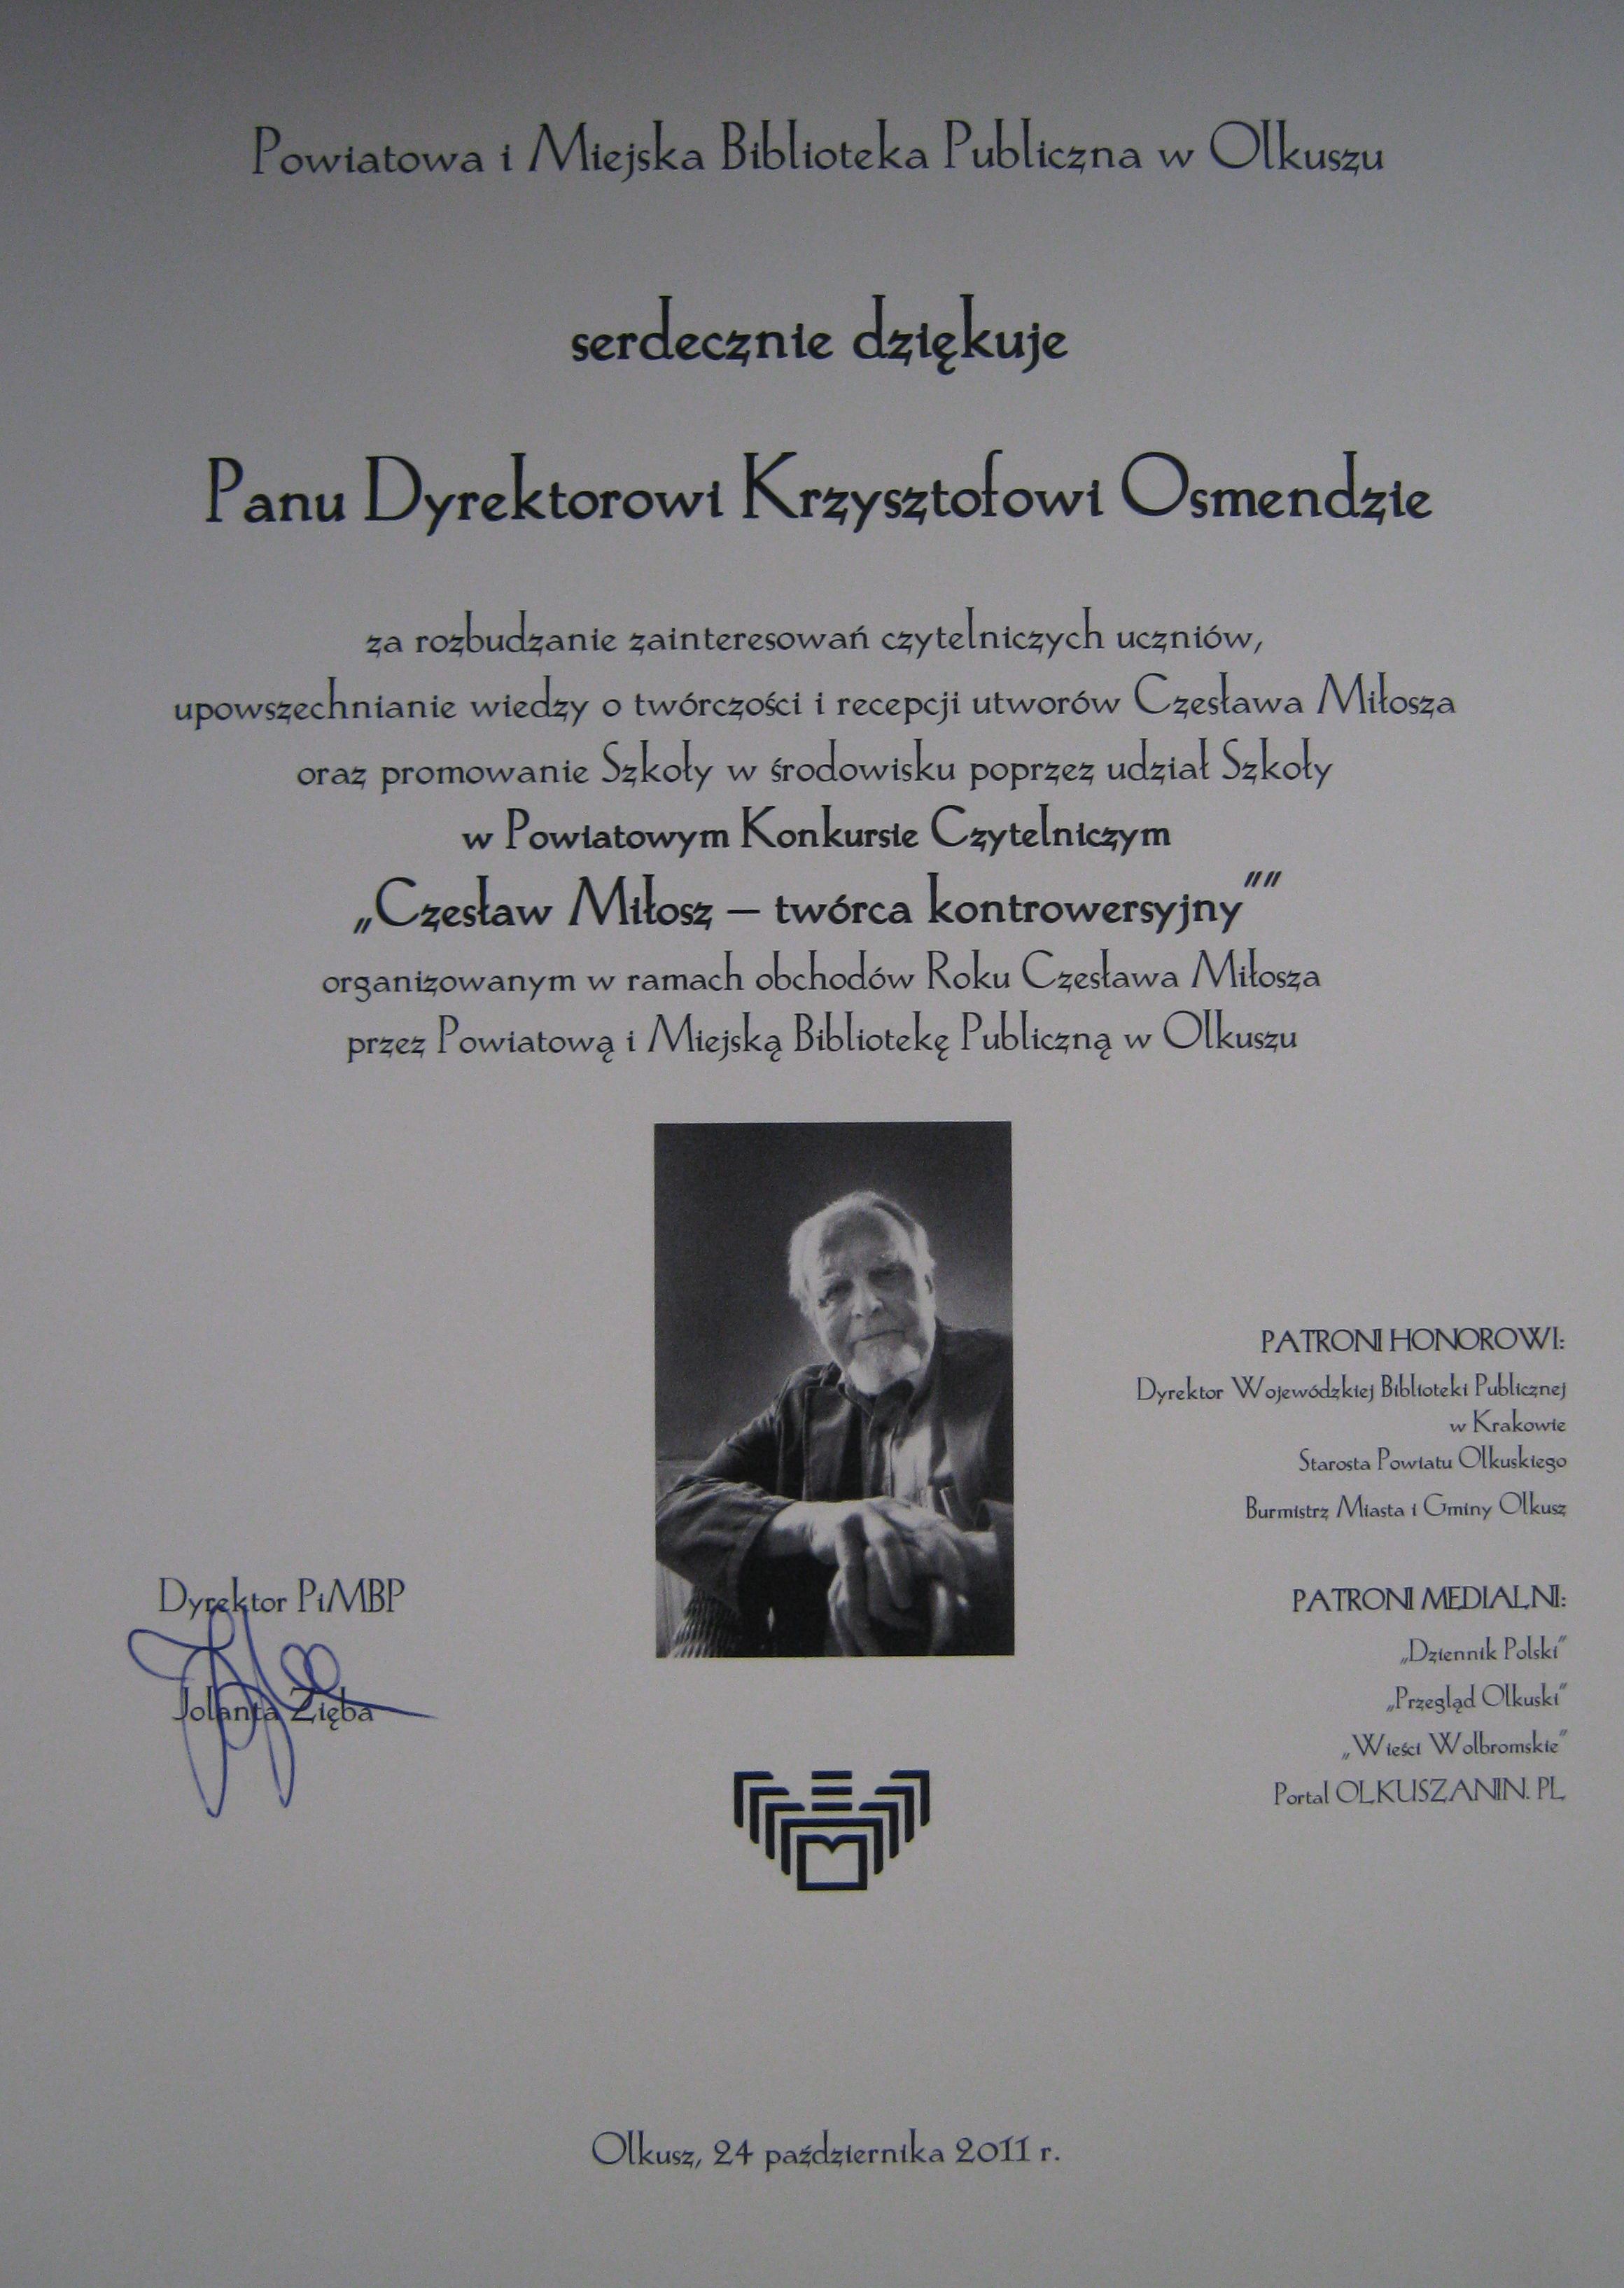 Powiatowa i Miejska Biblioteka Publiczna w Olkuszu
serdecznie dziękuje
Panu Dyrektorowi Krzysztofowi Osmendzie
za rozbudzanie zainteresowań czytelniczych uczniów,
upowszechnianie wiedzy o twórczości i recepcji utworów Czesława Miłosza
oraz promowanie Szkoły w środowisku poprzez udział Szkoły
w Powiatowym Konkursie Czytelniczym
„Czesław Miłosz – twórca kontrowersyjny""
organizowanym w ramach obchodów Roku Czesława Miłosza
przez Powiatową i Miejską Bibliotekę Publiczną w Olkuszu
PATRONI HONOROWI:
Dyrektor Wojewódzkiej Biblioteki Publicznej
w Krakowie
Starosta Powiatu Olkuskiego
Burmistrz Miasta i Gminy Olkusz
Dyrektor PiMBP
Jolanta Zięba
PATRONI MEDIALNI:
„Dziennik Polski"
„Przegląd Olkuski"
„Wieści Wolbromskie"
Portal OLKUSZANIN. PL
Olkusz, 24 października 2011 r.